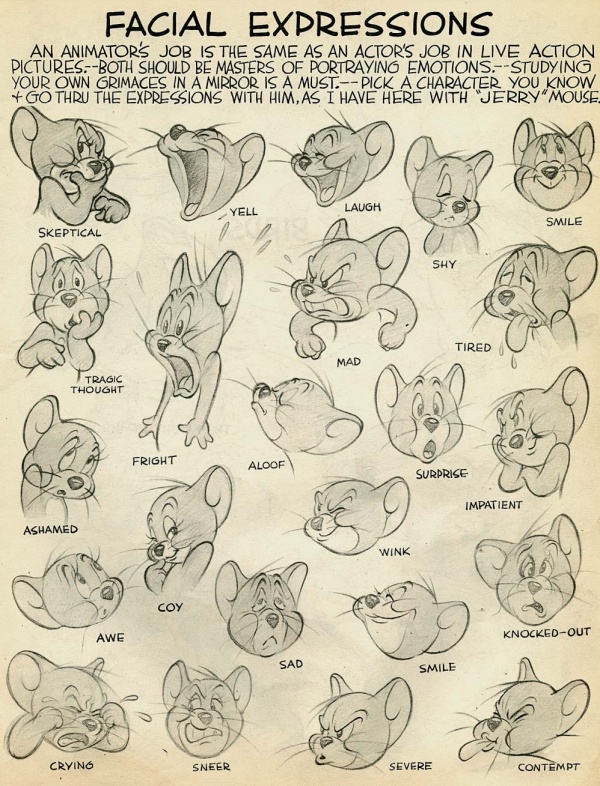 FACIAL EXPRESSIONS
AN ANIMATOR'S JOB IS THE SAME AS AN ACTOR'S JOB IN LIVE ACTION
PICTURES.--BOTH SHOULD BE MASTERS OF PORTRAYING EMOTIONS.--STUDYING
YOUR OWN GRIMACES IN A MIRROR IS A MUST.--PICK A CHARACTER YOU KNOW
+ GO THRU THE EXPRESSIONS WITH HIM, AS I HAVE HERE WITH "JERRY" MOUSE.
SKEPTICAL
YELL
LAUGH
SHY
SMILE
TRAGIC
THOUGHT
FRIGHT
MAD
TIRED
ALOOF
SURPRISE
IMPATIENT
ASHAMED
COY
WINK
AWE
SAD
SMILE
KNOCKED-OUT
CRYING
SNEER
SEVERE
CONTEMPT